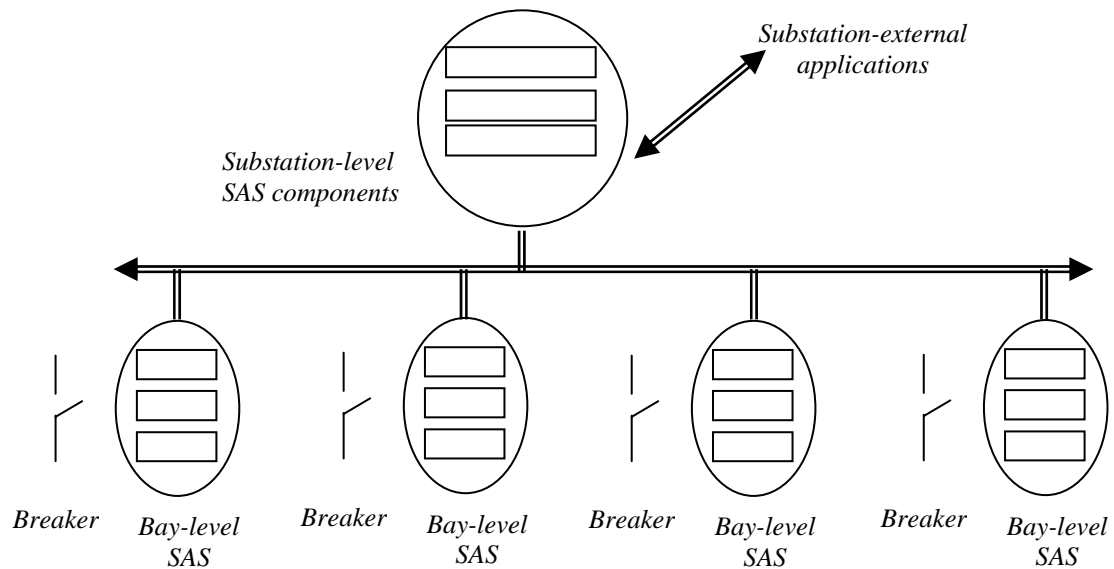 Substation-external
applications
Substation-level
SAS components
Breaker
Bay-level
SAS
Breaker
Bay-level
SAS
Breaker
Bay-level
SAS
Breaker
Bay-level
SAS